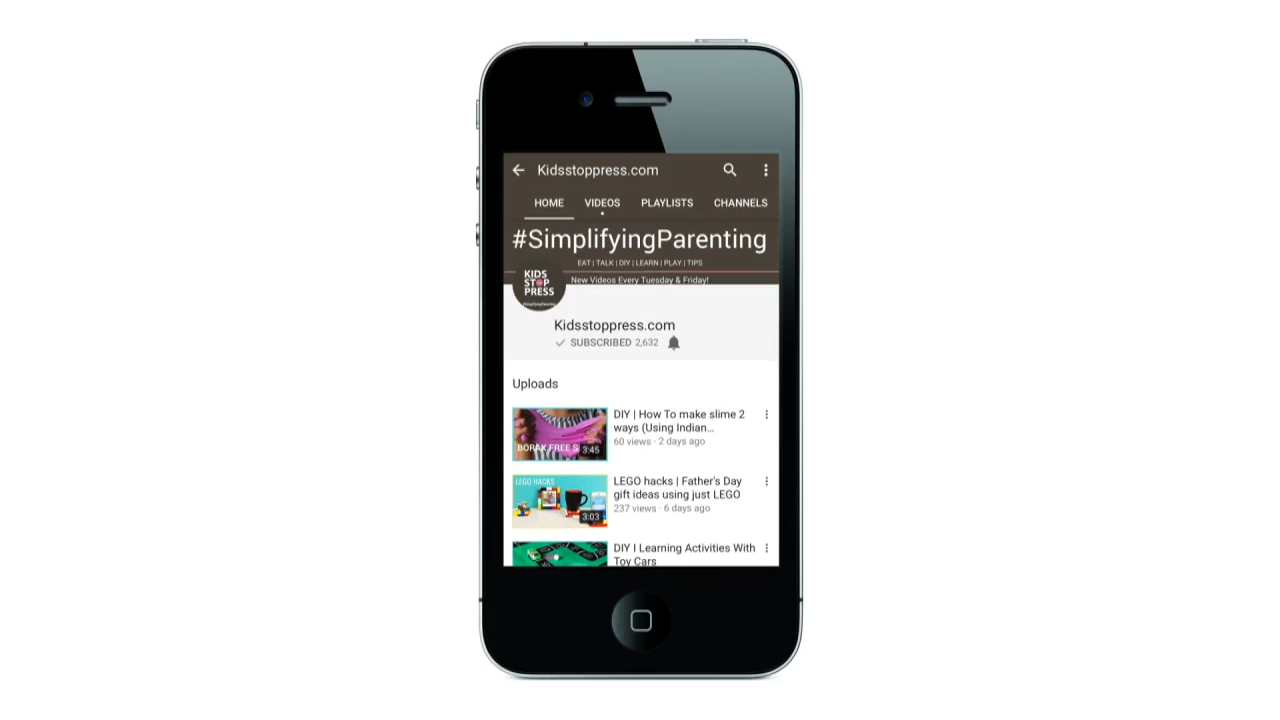 Kidsstoppress.com
HOME VIDEOS PLAYLISTS CHANNELS
#SimplifyingParenting
EAT | TALK | DIY | LEARN | PLAY | TIPS
New Videos Every Tuesday & Friday!
KIDS
STOP
PRESS
#SimplifyingParenting
Kidsstoppress.com
SUBSCRIBED 2,632
Uploads
DIY | How To make slime 2
ways (Using Indian...
60 views · 2 days ago
BORAX FREE S
3:45
LEGO hacks | Father's Day
gift ideas using just LEGO
237 views · 6 days ago
LEGO HACKS
3:03
DIY I Learning Activities With
Toy Cars